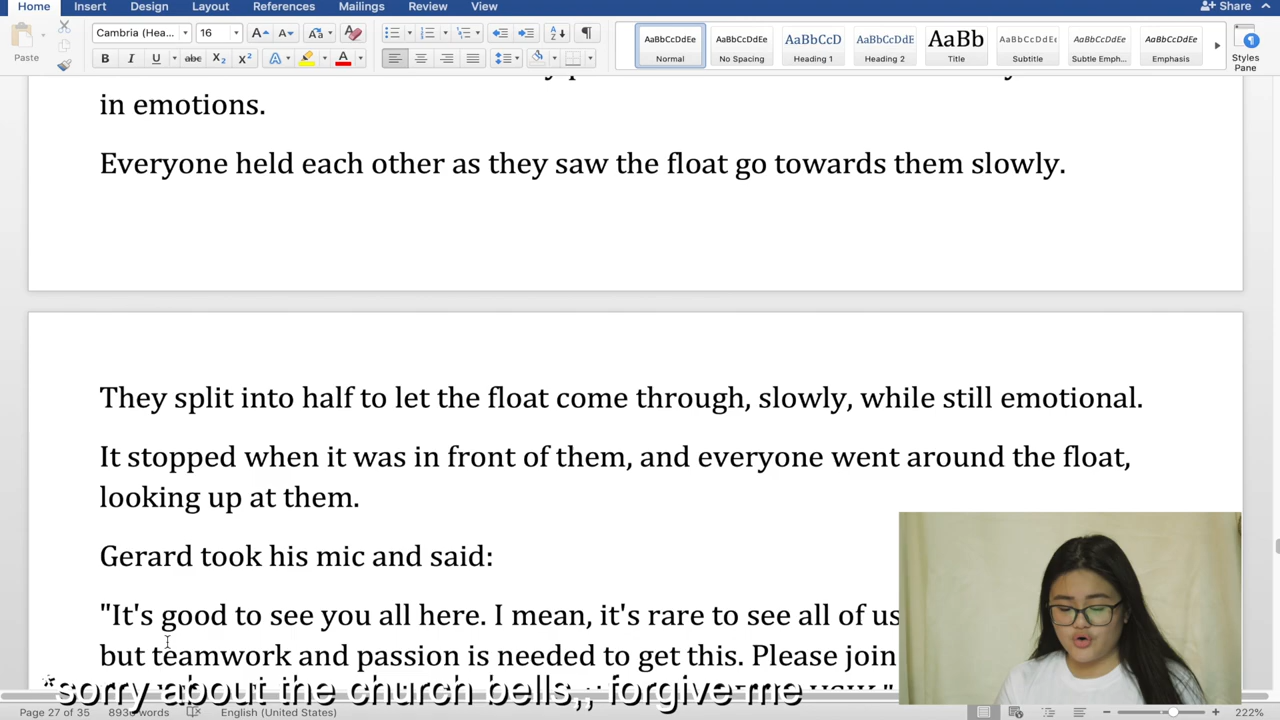 Home Insert Design Layout References Mailings Review View Share
Cambria (Hea... 16
Paste
AaBbCcDdEe AaBbCcDdEe AaBbCcD AaBbCcDdE AaBb AaBbCcDdEe AaBbCcDdEe AaBbCcDdEe
Normal No Spacing Heading 1 Heading 2 Title Subtitle Subtle Emph... Emphasis Styles Pane
in emotions.
Everyone held each other as they saw the float go towards them slowly.
They split into half to let the float come through, slowly, while still emotional.
It stopped when it was in front of them, and everyone went around the float,
looking up at them.
Gerard took his mic and said:
"It's good to see you all here. I mean, it's rare to see all of us
but teamwork and passion is needed to get this. Please join
*sorry about the church bells,, forgive me
Page 27 of 35 English (United States) 222%